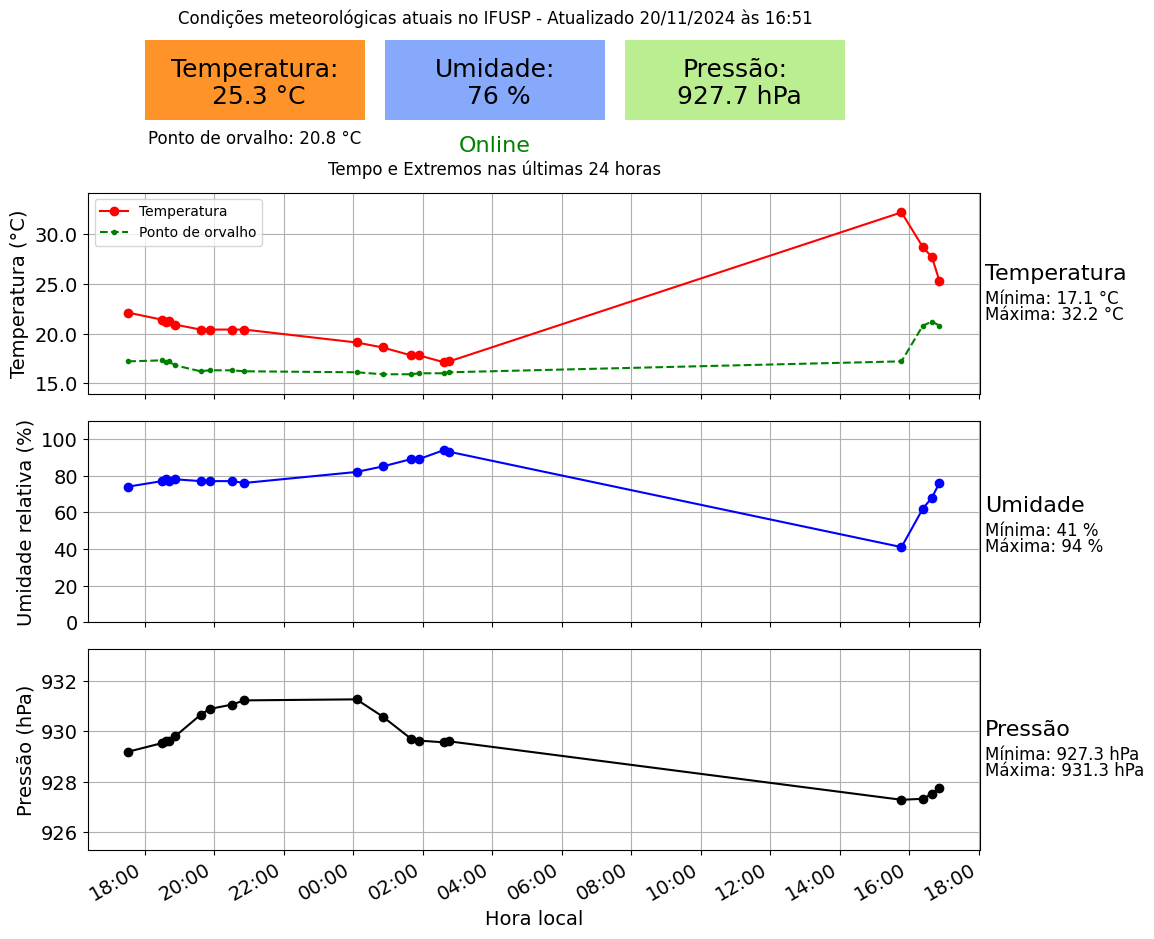 Condições meteorológicas atuais no IFUSP - Atualizado 20/11/2024 às 16:51
Temperatura:
25.3 °C
Umidade:
76 %
Pressão:
927.7 hPa
Ponto de orvalho: 20.8 °C
Online
Tempo e Extremos nas últimas 24 horas
Temperatura (°C)
30.0
25.0
20.0
15.0
Temperatura
Ponto de orvalho
Temperatura
Mínima: 17.1 °C
Máxima: 32.2 °C
Umidade relativa (%)
100
80
60
40
20
0
Umidade
Mínima: 41 %
Máxima: 94 %
Pressão (hPa)
932
930
928
926
Pressão
Mínima: 927.3 hPa
Máxima: 931.3 hPa
18:00 20:00 22:00 00:00 02:00 04:00 06:00 08:00 10:00 12:00 14:00 16:00 18:00
Hora local